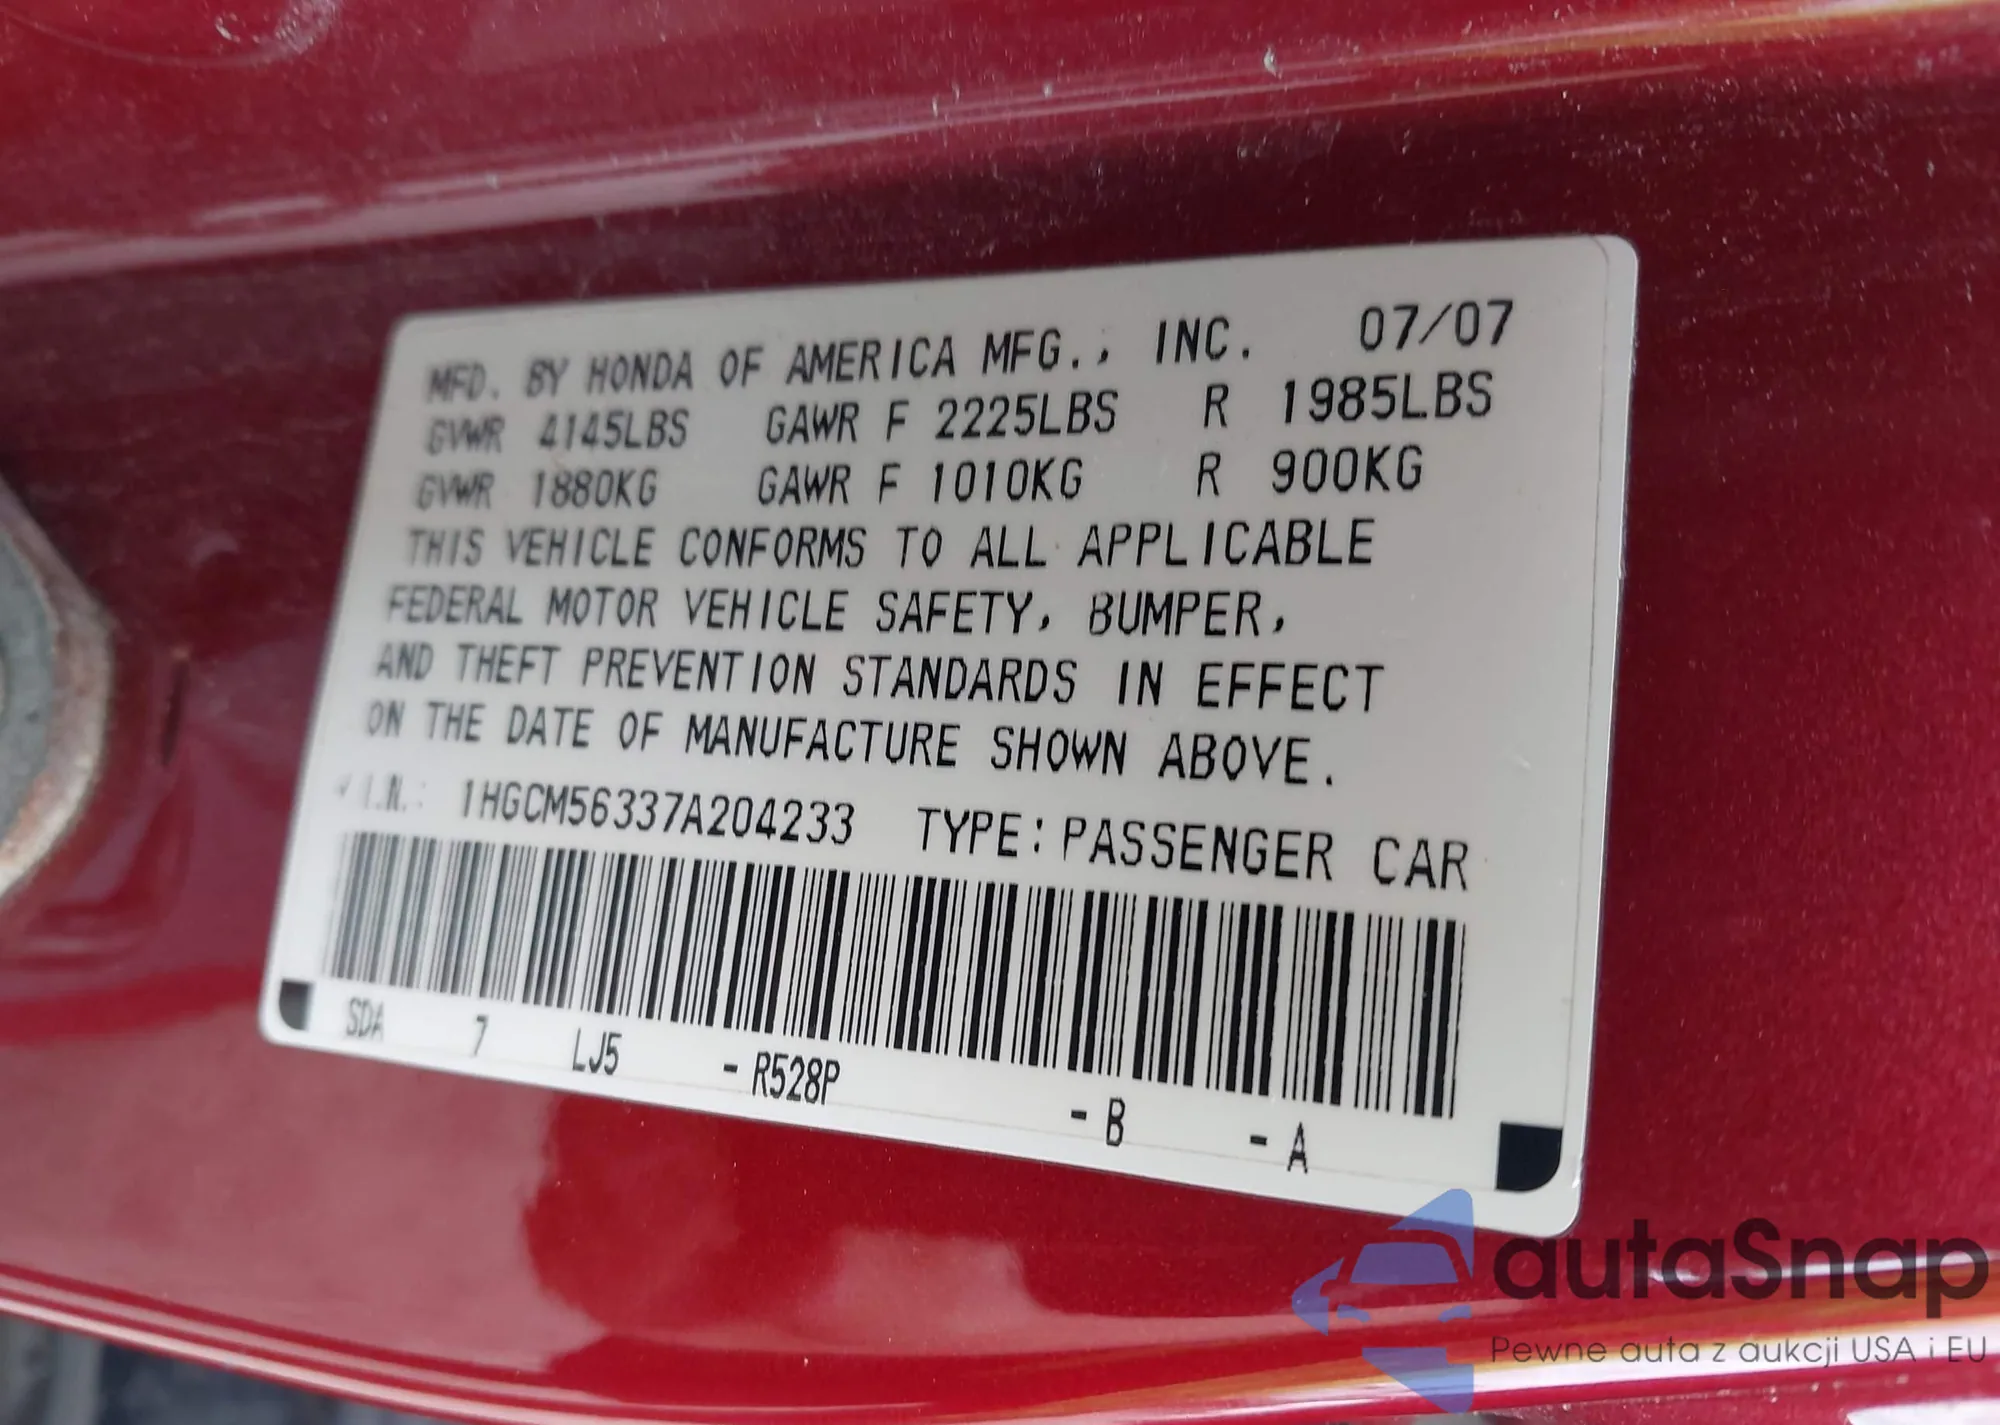 MFD. BY HONDA OF AMERICA MFG., INC. 07/07
GVWR 4145LBS GAWR F 2225LBS R 1985LBS
GVWR 1880KG GAWR F 1010KG R 900KG
THIS VEHICLE CONFORMS TO ALL APPLICABLE
FEDERAL MOTOR VEHICLE SAFETY, BUMPER,
AND THEFT PREVENTION STANDARDS IN EFFECT
ON THE DATE OF MANUFACTURE SHOWN ABOVE.
V.I.N.: 1HGCM56337A204233 TYPE: PASSENGER CAR
SDA 7 LJ5 -R528P -B -A
autaSnap
Pewne auta z aukcji USA i EU